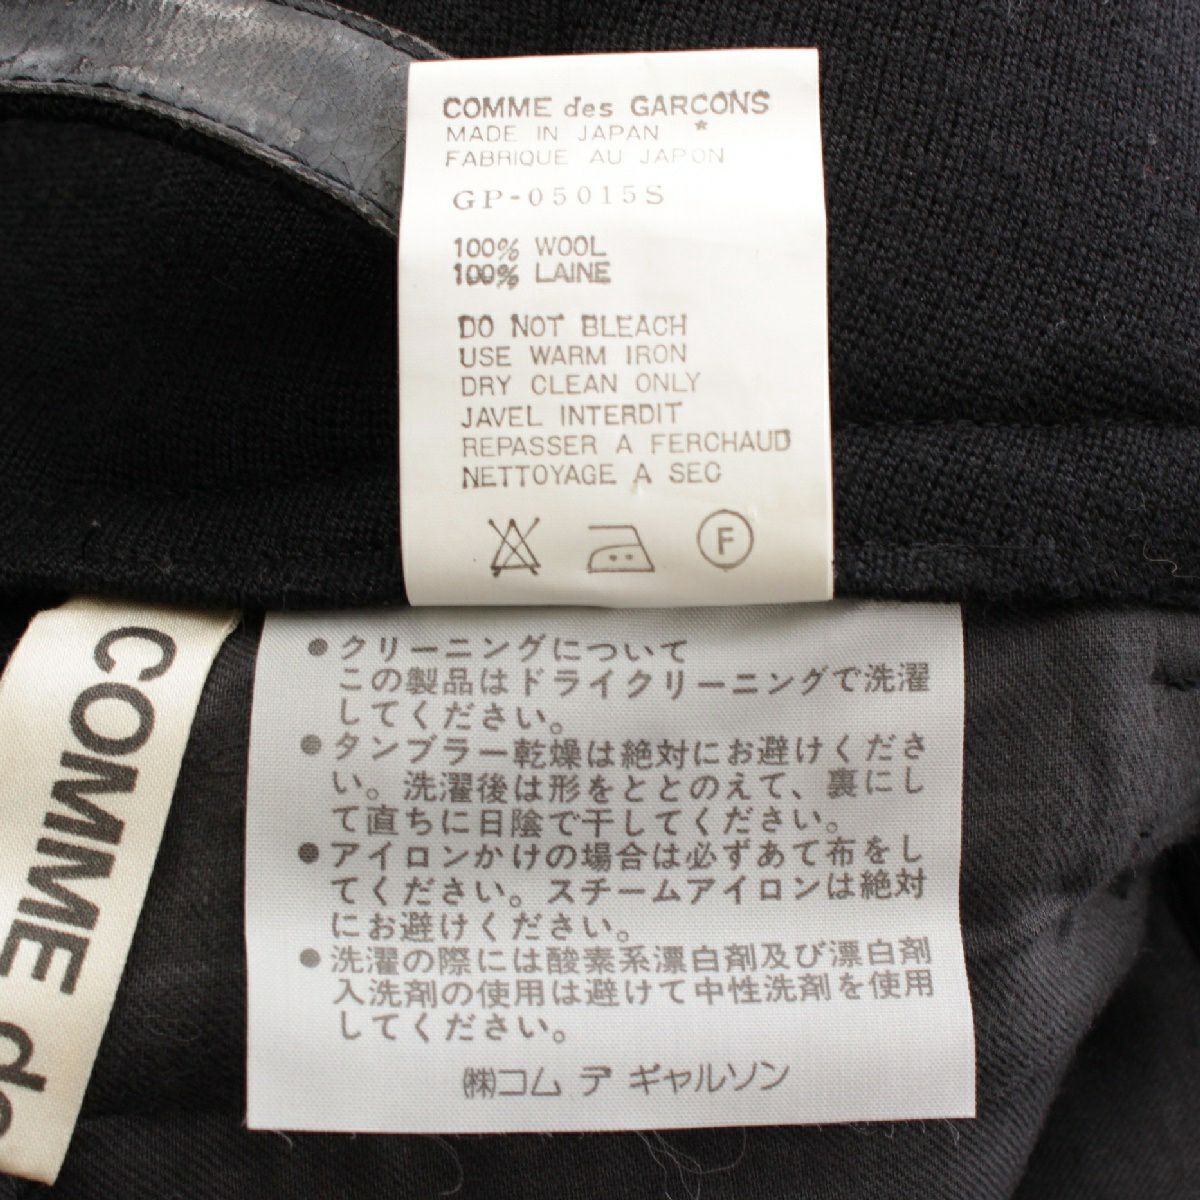 COMME des GARCONS
MADE IN JAPAN *
FABRIQUE AU JAPON
GP-05015S
100% WOOL
100% LAINE
DO NOT BLEACH
USE WARM IRON
DRY CLEAN ONLY
JAVEL INTERDIT
REPASSER A FERCHAUD
NETTOYAGE A SEC
F
COMME de
●クリーニングについて
この製品はドライクリーニングで洗濯
してください。
●タンブラー乾燥は絶対にお避けくださ
い。洗濯後は形をととのえて、裏にし
て直ちに日陰で干してください。
●アイロンかけの場合は必ずあて布をし
てください。スチームアイロンは絶対
にお避けください。
●洗濯の際には酸素系漂白剤及び漂白剤
入洗剤の使用は避けて中性洗剤を使用
してください。
㈱コム デ ギャルソン